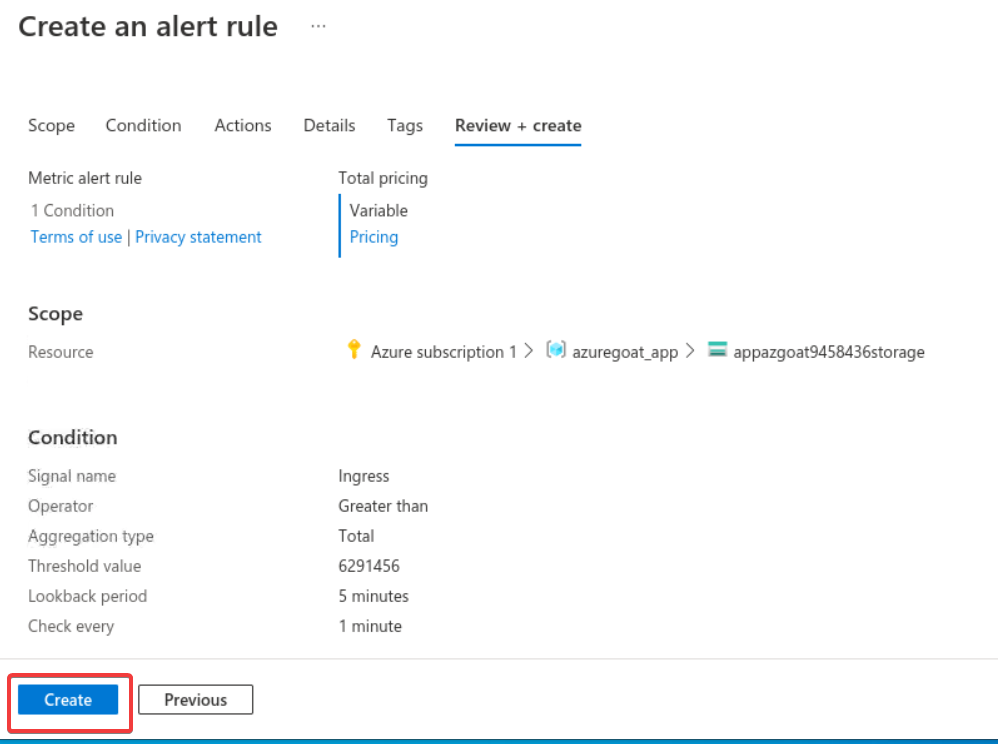 Create an alert rule ...
Scope Condition Actions Details Tags Review + create
Metric alert rule Total pricing
1 Condition Variable
Terms of use | Privacy statement Pricing
Scope
Resource Azure subscription 1 > azuregoat_app > appazgoat9458436storage
Condition
Signal name Ingress
Operator Greater than
Aggregation type Total
Threshold value 6291456
Lookback period 5 minutes
Check every 1 minute
Create Previous